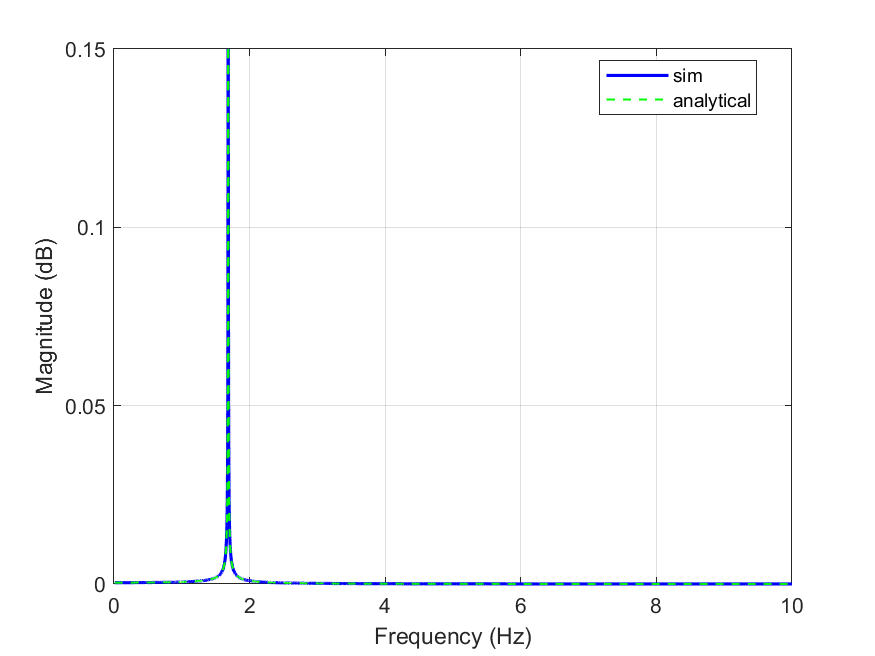 0.15
0.1
0.05
0
0 2 4 6 8 10
Magnitude (dB)
Frequency (Hz)
sim
analytical